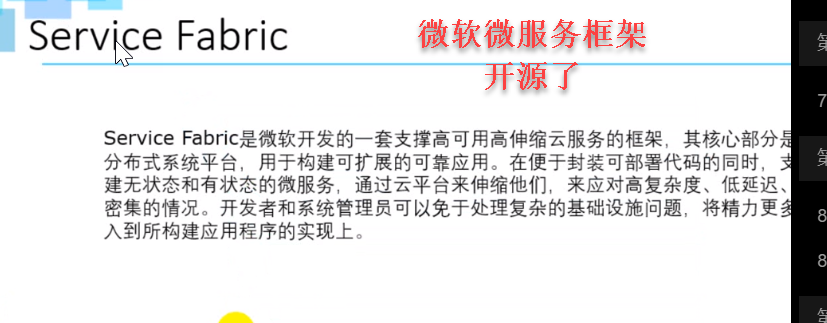 Service Fabric
微软微服务框架
开源了
Service Fabric是微软开发的一套支撑高可用高伸缩云服务的框架，其核心部分是
分布式系统平台，用于构建可扩展的可靠应用。在便于封装可部署代码的同时，支
建无状态和有状态的微服务，通过云平台来伸缩他们，来应对高复杂度、低延迟、
密集的情况。开发者和系统管理员可以免于处理复杂的基础设施问题，将精力更多
入到所构建应用程序的实现上。
第
7
第
8
8